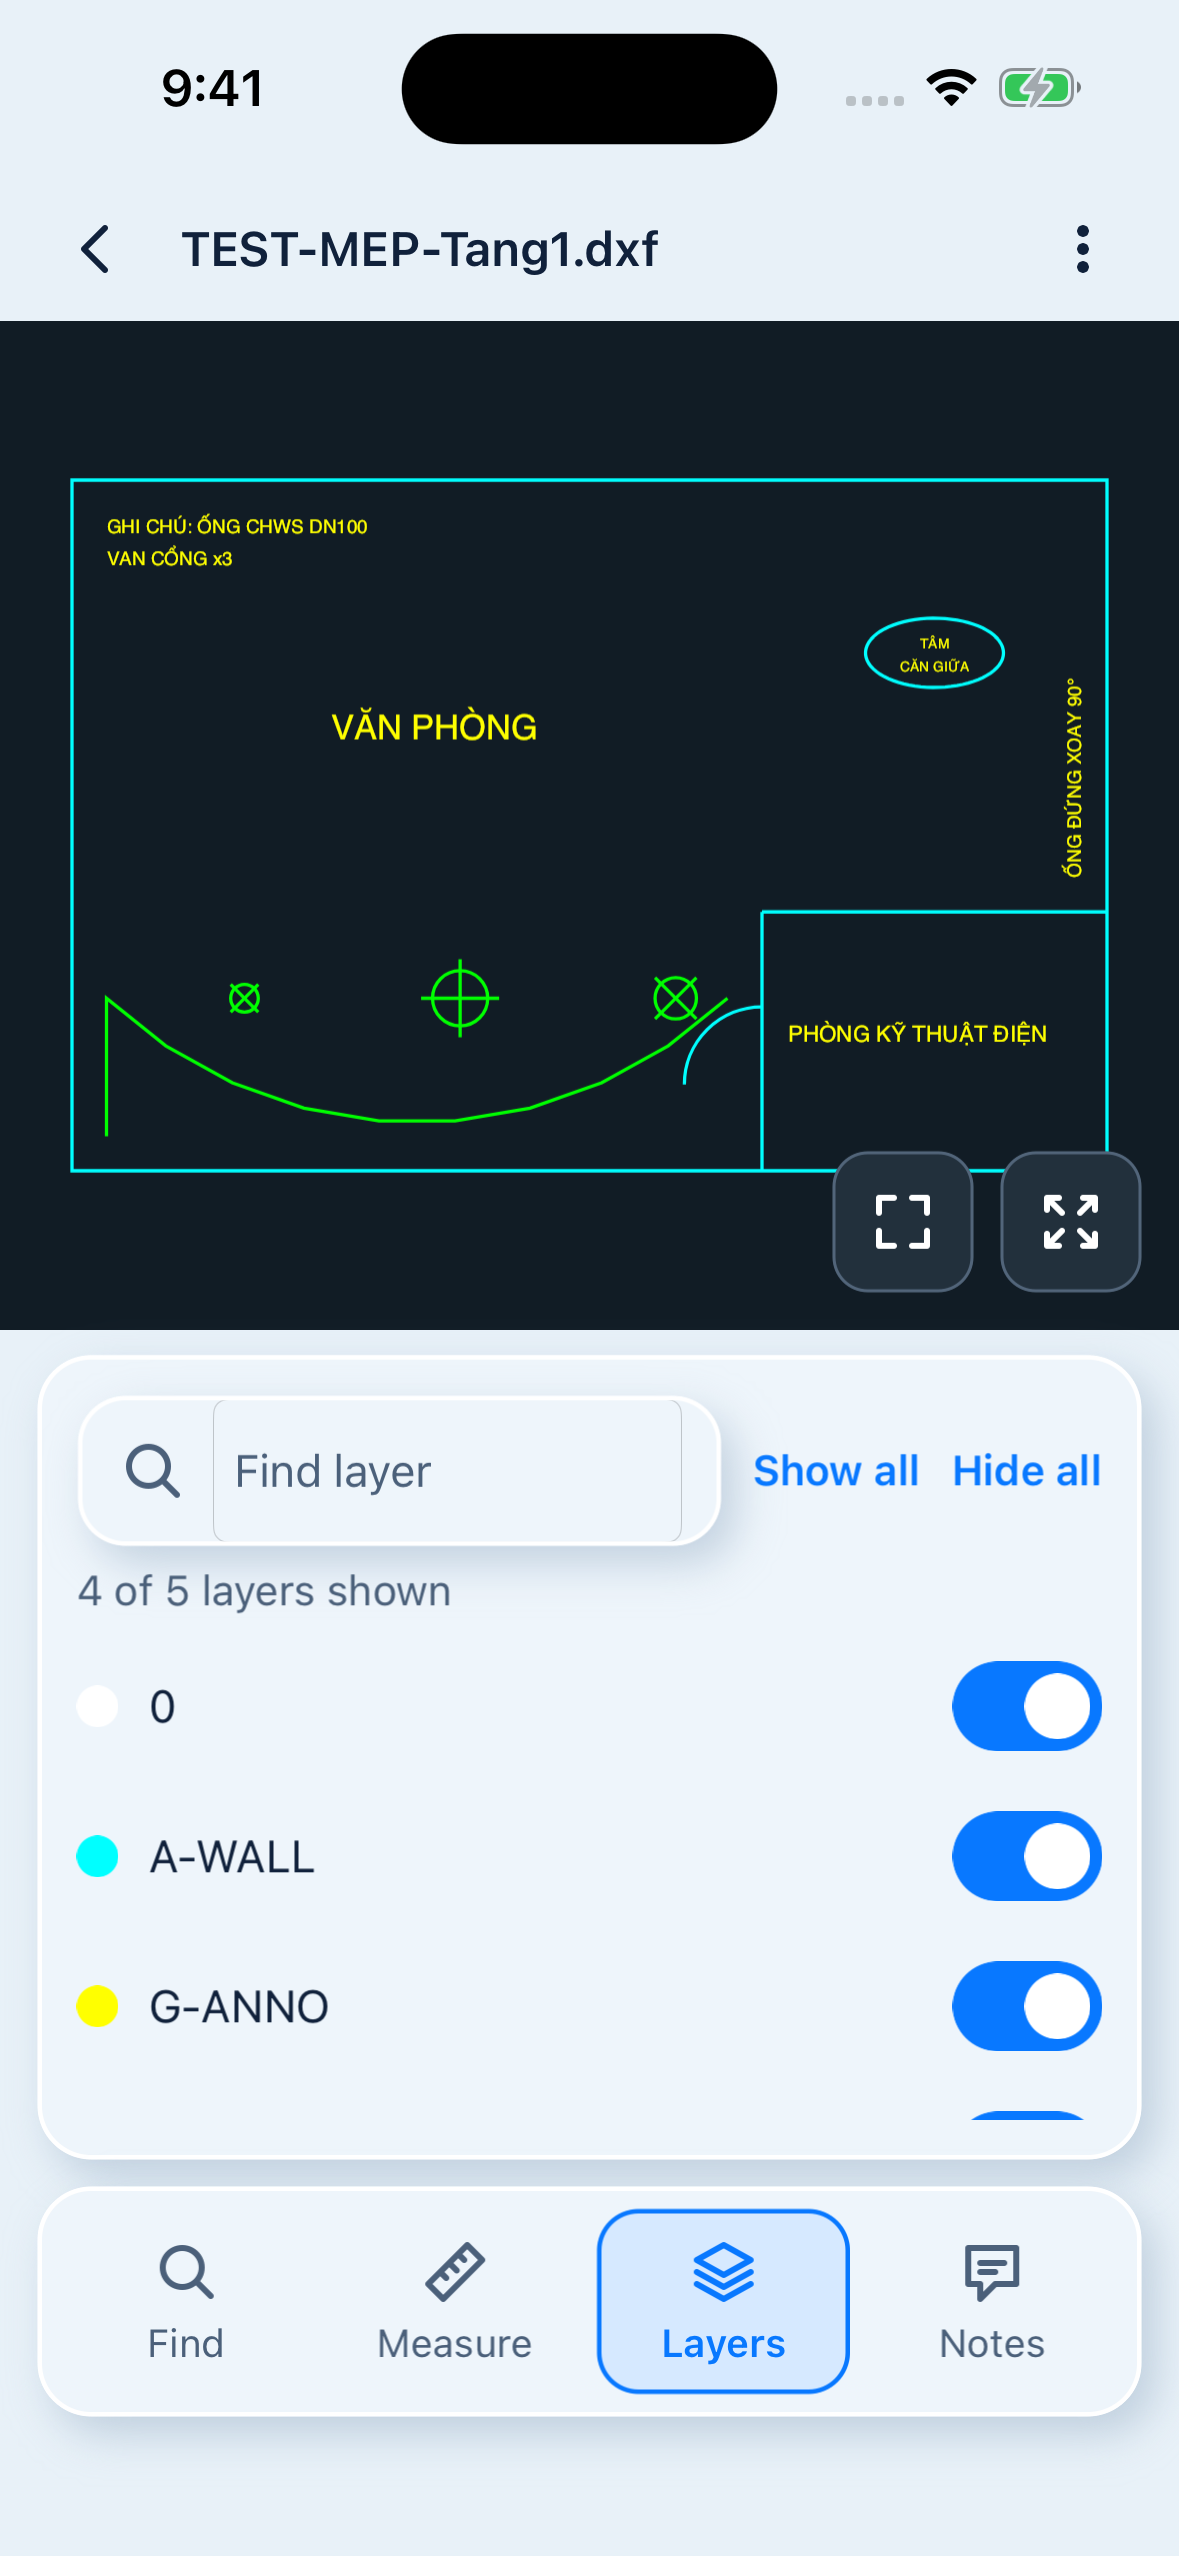 9:41
TEST-MEP-Tang1.dxf
GHI CHÚ: ỐNG CHWS DN100
VAN CỔNG x3
TÂM
CĂN GIỮA
VĂN PHÒNG
ỐNG ĐỨNG XOAY 90°
PHÒNG KỸ THUẬT ĐIỆN
Find layer
Show all
Hide all
4 of 5 layers shown
0
A-WALL
G-ANNO
Find
Measure
Layers
Notes